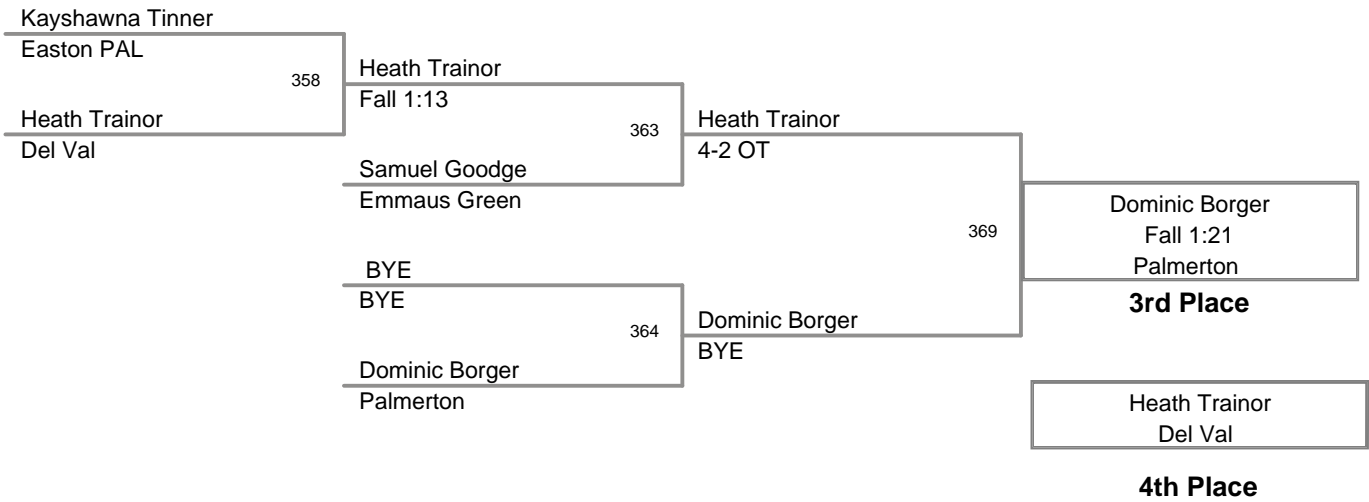 Kayshawna Tinner
Easton PAL
358
Heath Trainor
Del Val
Heath Trainor
Fall 1:13
363
Samuel Goodge
Emmaus Green
BYE
BYE
364
Dominic Borger
Palmerton
Heath Trainor
4-2 OT
369
Dominic Borger
BYE
Dominic Borger
Fall 1:21
Palmerton
3rd Place
Heath Trainor
Del Val
4th Place